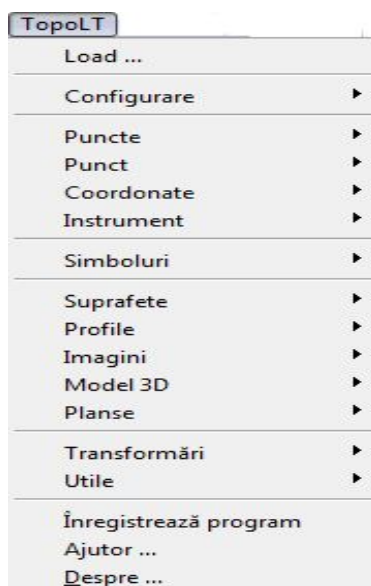 TopoLT
Load ...
Configurare
Puncte
Punct
Coordonate
Instrument
Simboluri
Suprafete
Profile
Imagini
Model 3D
Planse
Transformări
Utile
Înregistrează program
Ajutor ...
Despre ...